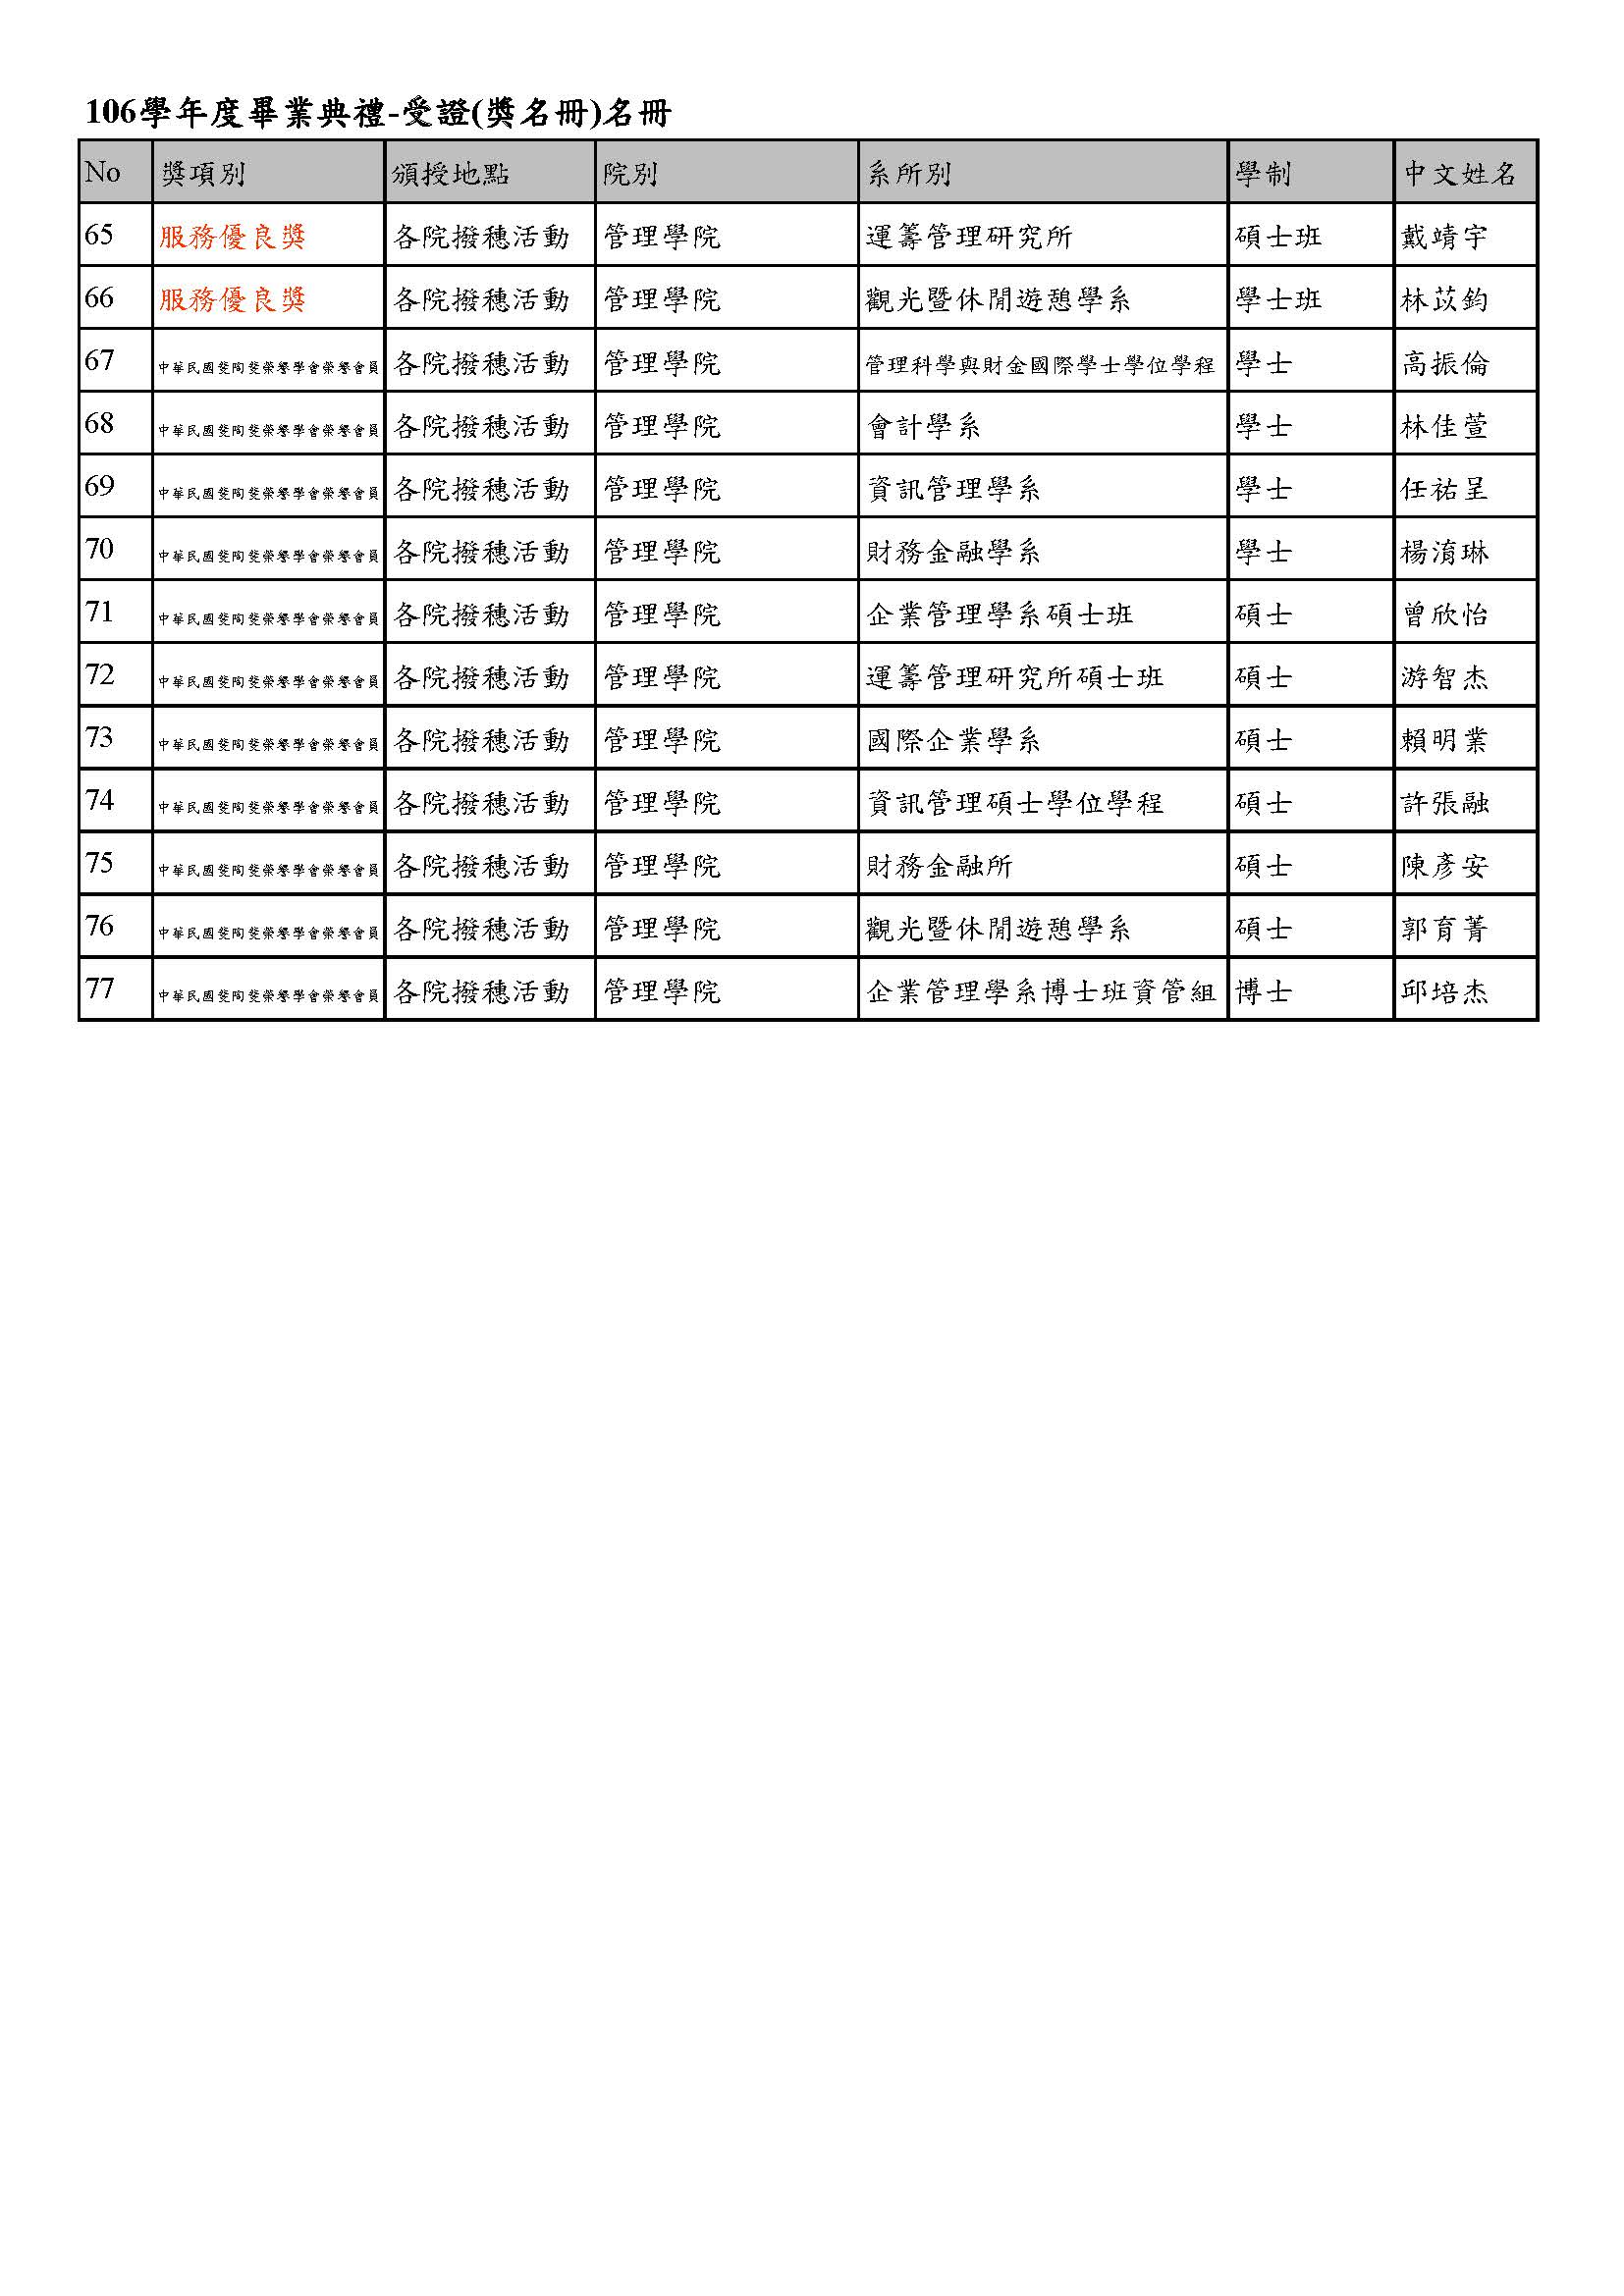 106學年度畢業典禮-受證(獎名冊)名冊
No 獎項別 頒授地點 院別 系所別 學制 中文姓名
65 服務優良獎 各院撥穗活動 管理學院 運籌管理研究所 碩士班 戴靖宇
66 服務優良獎 各院撥穗活動 管理學院 觀光暨休閒遊憩學系 學士班 林苡鈞
67 中華民國斐陶斐榮譽學會榮譽會員 各院撥穗活動 管理學院 管理科學與財金國際學士學位學程 學士 高振倫
68 中華民國斐陶斐榮譽學會榮譽會員 各院撥穗活動 管理學院 會計學系 學士 林佳萱
69 中華民國斐陶斐榮譽學會榮譽會員 各院撥穗活動 管理學院 資訊管理學系 學士 任祐呈
70 中華民國斐陶斐榮譽學會榮譽會員 各院撥穗活動 管理學院 財務金融學系 學士 楊淯琳
71 中華民國斐陶斐榮譽學會榮譽會員 各院撥穗活動 管理學院 企業管理學系碩士班 碩士 曾欣怡
72 中華民國斐陶斐榮譽學會榮譽會員 各院撥穗活動 管理學院 運籌管理研究所碩士班 碩士 游智杰
73 中華民國斐陶斐榮譽學會榮譽會員 各院撥穗活動 管理學院 國際企業學系 碩士 賴明業
74 中華民國斐陶斐榮譽學會榮譽會員 各院撥穗活動 管理學院 資訊管理碩士學位學程 碩士 許張融
75 中華民國斐陶斐榮譽學會榮譽會員 各院撥穗活動 管理學院 財務金融所 碩士 陳彥安
76 中華民國斐陶斐榮譽學會榮譽會員 各院撥穗活動 管理學院 觀光暨休閒遊憩學系 碩士 郭育菁
77 中華民國斐陶斐榮譽學會榮譽會員 各院撥穗活動 管理學院 企業管理學系博士班資管組 博士 邱培杰